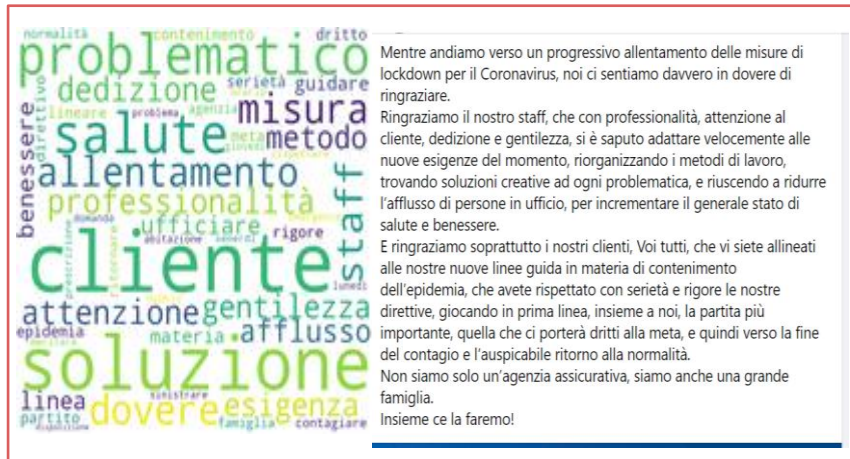 normalità contenimento dritto
problematico
dedizione serietà guidare
direttivo lineare problema agenzia misura
salute meta metodo
benessere
allentamento
professionalità staff
domanda ufficiare rigore
abitazione
prescrizione ritornare
cliente lunedì
attenzione gentilezza
epidemia materia afflusso
soluzione
linea sinistrare
partito dovere esigenza
disposizione famiglia contagiare
Mentre andiamo verso un progressivo allentamento delle misure di
lockdown per il Coronavirus, noi ci sentiamo davvero in dovere di
ringraziare.
Ringraziamo il nostro staff, che con professionalità, attenzione al
cliente, dedizione e gentilezza, si è saputo adattare velocemente alle
nuove esigenze del momento, riorganizzando i metodi di lavoro,
trovando soluzioni creative ad ogni problematica, e riuscendo a ridurre
l'afflusso di persone in ufficio, per incrementare il generale stato di
salute e benessere.
E ringraziamo soprattutto i nostri clienti, Voi tutti, che vi siete allineati
alle nostre nuove linee guida in materia di contenimento
dell'epidemia, che avete rispettato con serietà e rigore le nostre
direttive, giocando in prima linea, insieme a noi, la partita più
importante, quella che ci porterà dritti alla meta, e quindi verso la fine
del contagio e l'auspicabile ritorno alla normalità.
Non siamo solo un'agenzia assicurativa, siamo anche una grande
famiglia.
Insieme ce la faremo!